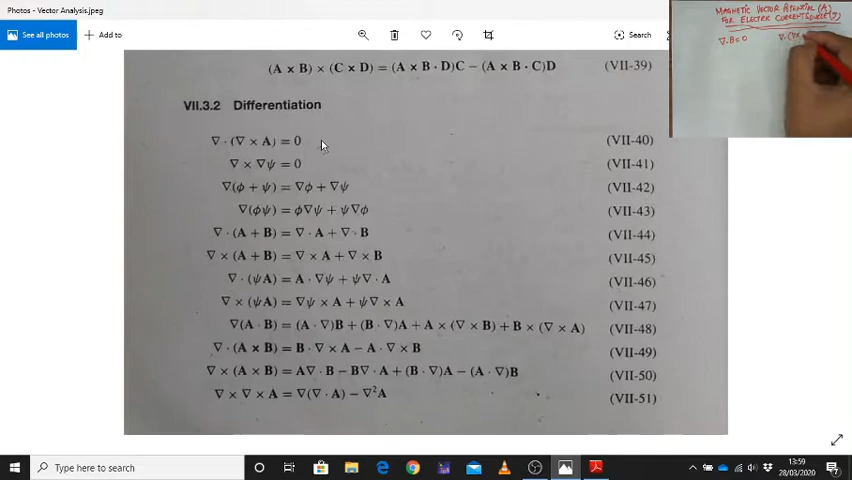 Photos - Vector Analysis.jpeg
See all photos
Add to
(A × B) × (C × D) = (A × B · D)C − (A × B · C)D (VII-39)
VII.3.2 Differentiation
∇ · (∇ × A) = 0 (VII-40)
∇ × ∇ψ = 0 (VII-41)
∇(φ + ψ) = ∇φ + ∇ψ (VII-42)
∇(φψ) = φ∇ψ + ψ∇φ (VII-43)
∇ · (A + B) = ∇ · A + ∇ · B (VII-44)
∇ × (A + B) = ∇ × A + ∇ × B (VII-45)
∇ · (ψA) = A · ∇ψ + ψ∇ · A (VII-46)
∇ × (ψA) = ∇ψ × A + ψ∇ × A (VII-47)
∇(A · B) = (A · ∇)B + (B · ∇)A + A × (∇ × B) + B × (∇ × A) (VII-48)
∇ · (A × B) = B · ∇ × A − A · ∇ × B (VII-49)
∇ × (A × B) = A∇ · B − B∇ · A + (B · ∇)A − (A · ∇)B (VII-50)
∇ × ∇ × A = ∇(∇ · A) − ∇²A (VII-51)
MAGNETIC VECTOR POTENTIAL (A)
FOR ELECTRIC CURRENT SOURCE (J)
∇.B=0 ∇.(∇×
Type here to search
13:59
28/03/2020
7